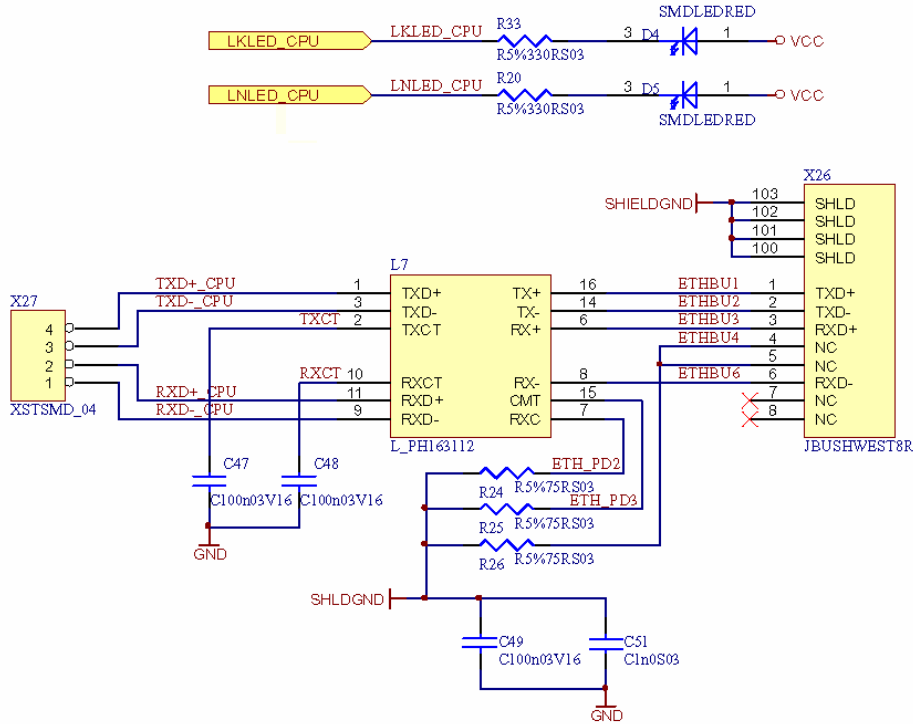 R33
SMDLEDRED
LKLED_CPU
LKLED_CPU
3 D4
1
VCC
R5%330RS03
R20
LNLED_CPU
LNLED_CPU
3 D5
1
VCC
R5%330RS03
SMDLEDRED
X26
SHIELDGND
103 SHLD
102 SHLD
101 SHLD
100 SHLD
L7
TXD+_CPU
1 TXD+
TX+ 16
ETHBU1
1 TXD+
X27
TXD-_CPU
3 TXD-
TX- 14
ETHBU2
2 TXD-
4
TXCT
2 TXCT
RX+ 6
ETHBU3
3 RXD+
3
ETHBU4
4 NC
2
5 NC
1
RXCT
10 RXCT
RX- 8
ETHBU6
6 RXD-
RXD+_CPU
11 RXD+
CMT 15
7 NC
XSTSMD_04
RXD-_CPU
9 RXD-
RXC 7
8 NC
L_PH163112
JBUSHWEST8R
C47
C100n03V16
C48
C100n03V16
GND
ETH_PD2
R24
R5%75RS03
ETH_PD3
R25
R5%75RS03
R26
R5%75RS03
SHLDGND
C49
C100n03V16
C51
C1n0S03
GND